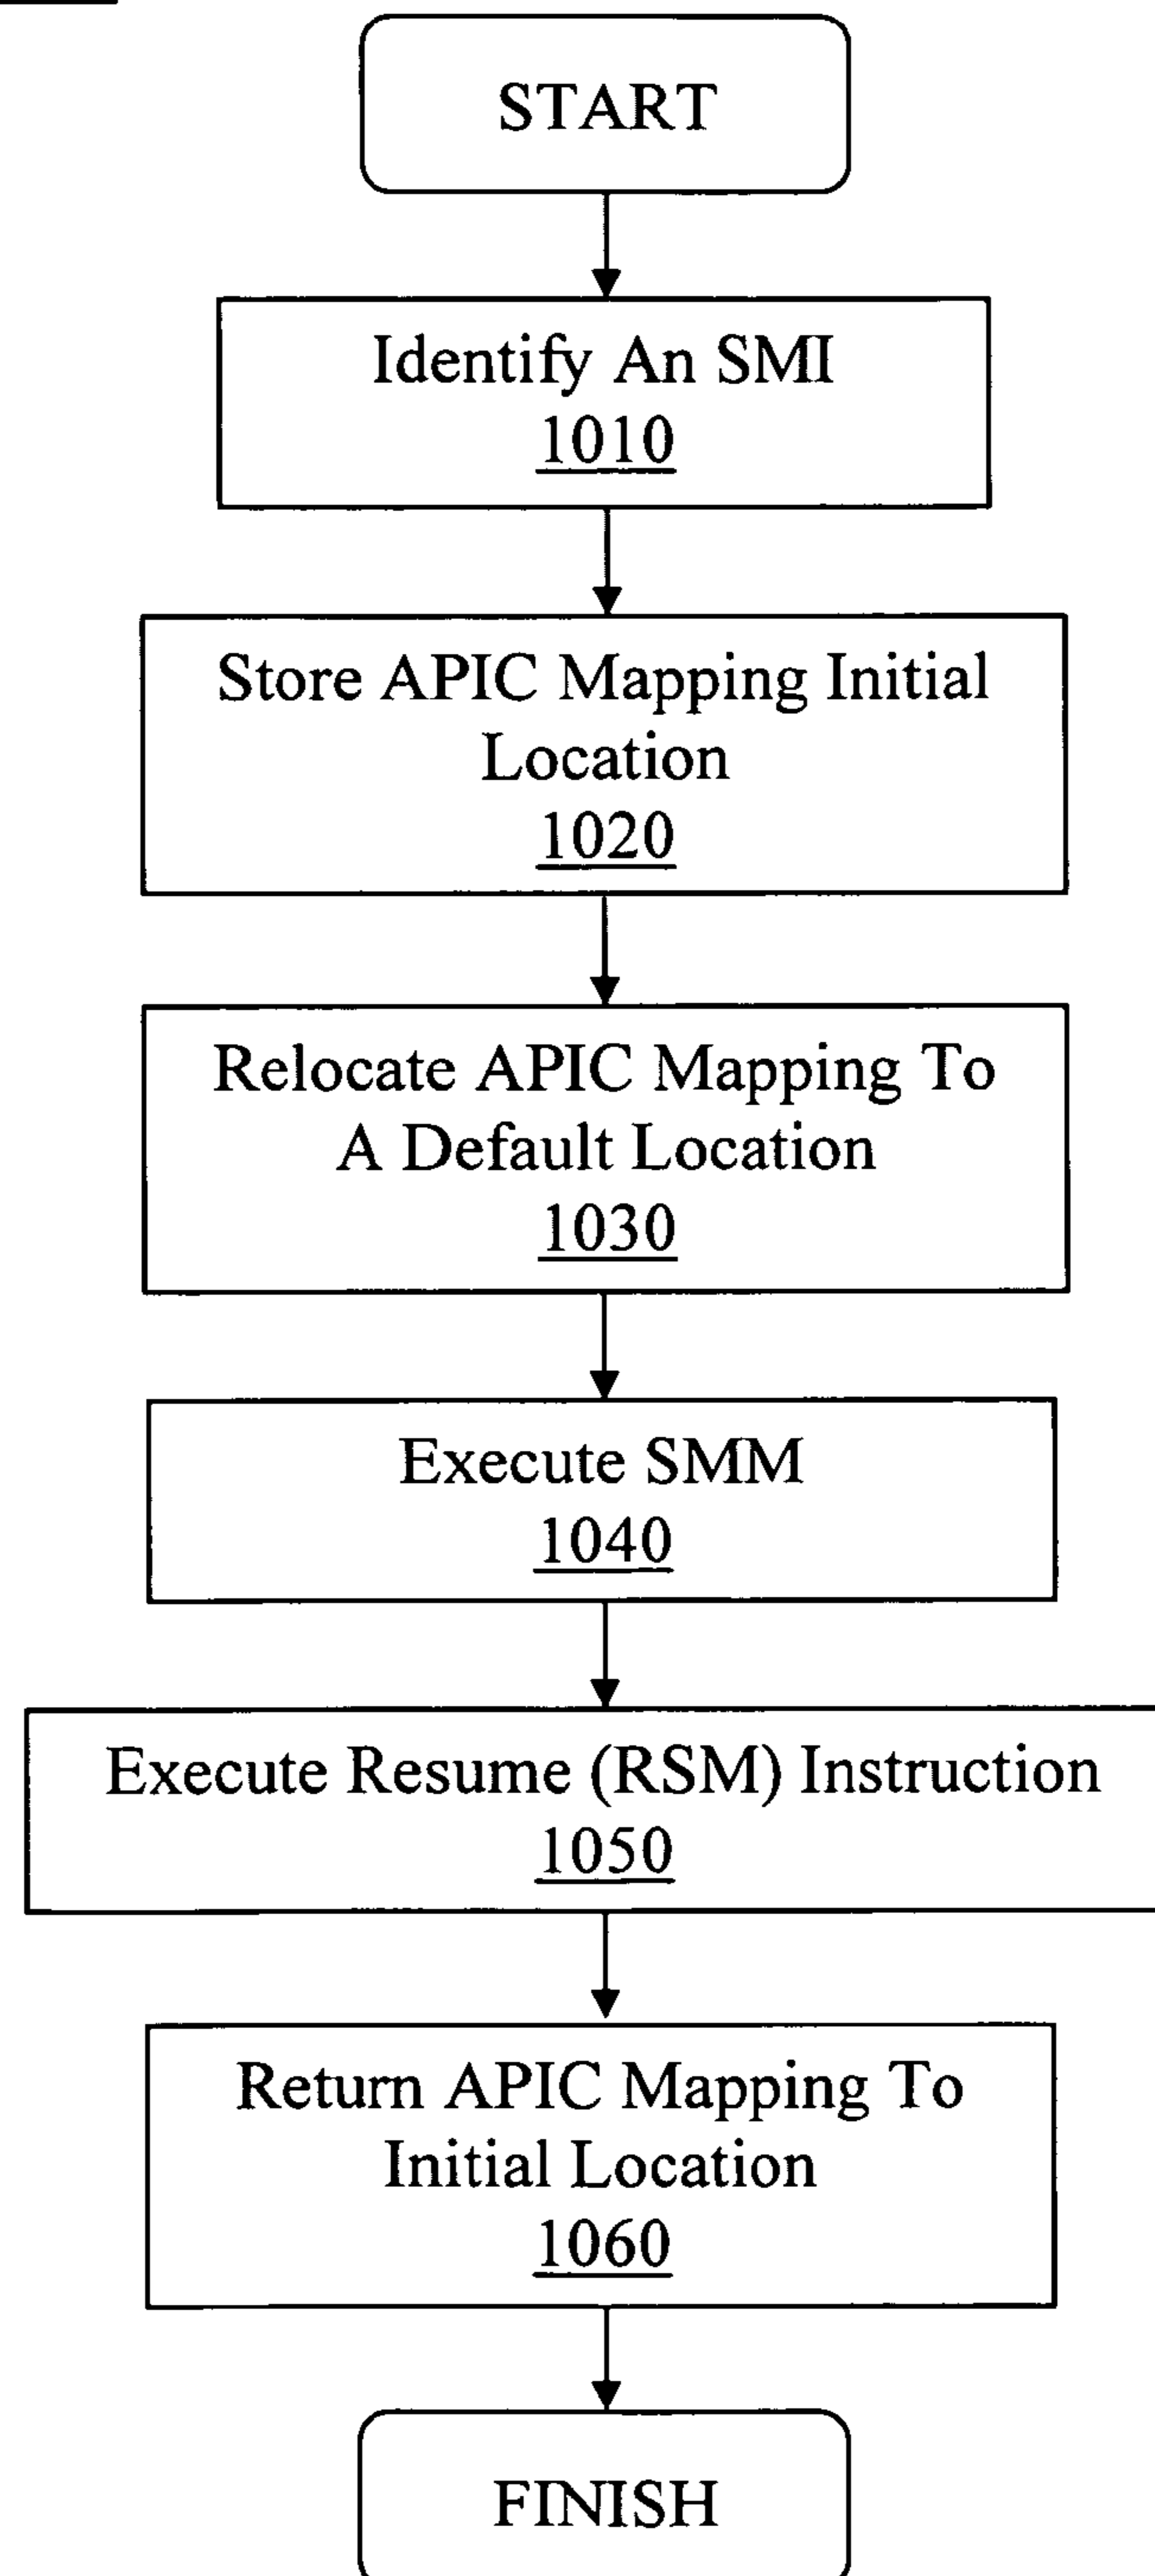 START
Identify An SMI
1010
Store APIC Mapping Initial
Location
1020
Relocate APIC Mapping To
A Default Location
1030
Execute SMM
1040
Execute Resume (RSM) Instruction
1050
Return APIC Mapping To
Initial Location
1060
FINISH